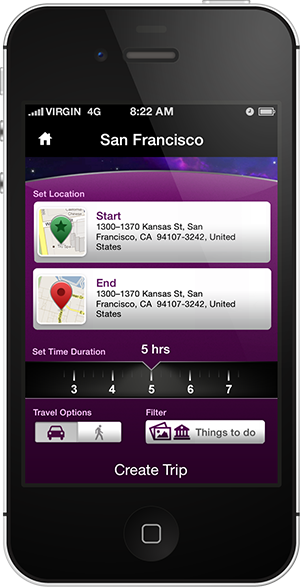 VIRGIN 4G 8:22 AM
San Francisco
Set Location
Start
1300–1370 Kansas St, San
Francisco, CA 94107-3242, United
States
End
1300–1370 Kansas St, San
Francisco, CA 94107-3242, United
States
Set Time Duration 5 hrs
3 4 5 6 7
Travel Options Filter
Things to do
Create Trip